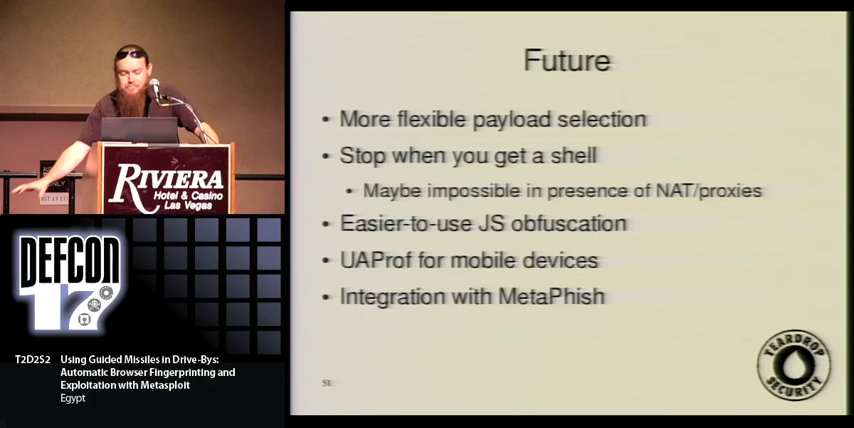 Future
• More flexible payload selection
• Stop when you get a shell
• Maybe impossible in presence of NAT/proxies
• Easier-to-use JS obfuscation
• UAProf for mobile devices
• Integration with MetaPhish
51
TEARDROP
SECURITY
RIVIERA
Hotel & Casino
Las Vegas
DEFCON
17
T2D2S2 Using Guided Missiles in Drive-Bys:
Automatic Browser Fingerprinting and
Exploitation with Metasploit
Egypt